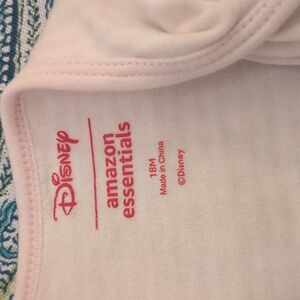 Disney
amazon
essentials
18M
Made in China
©Disney